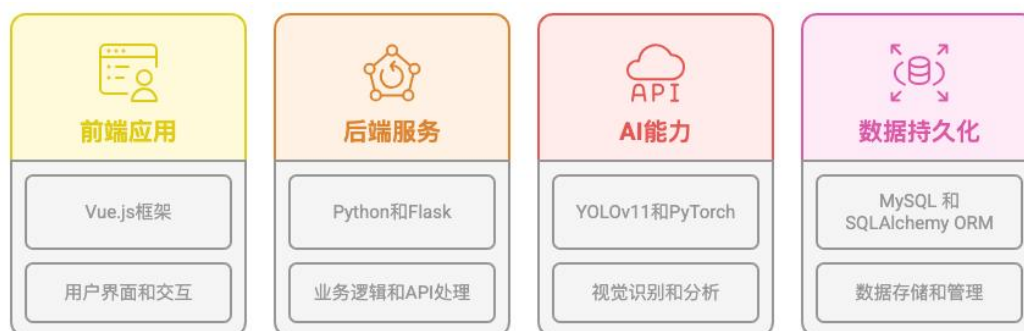 API
前端应用
后端服务
AI能力
数据持久化
Vue.js框架
Python和Flask
YOLOv11和PyTorch
MySQL 和
SQLAlchemy ORM
用户界面和交互
业务逻辑和API处理
视觉识别和分析
数据存储和管理